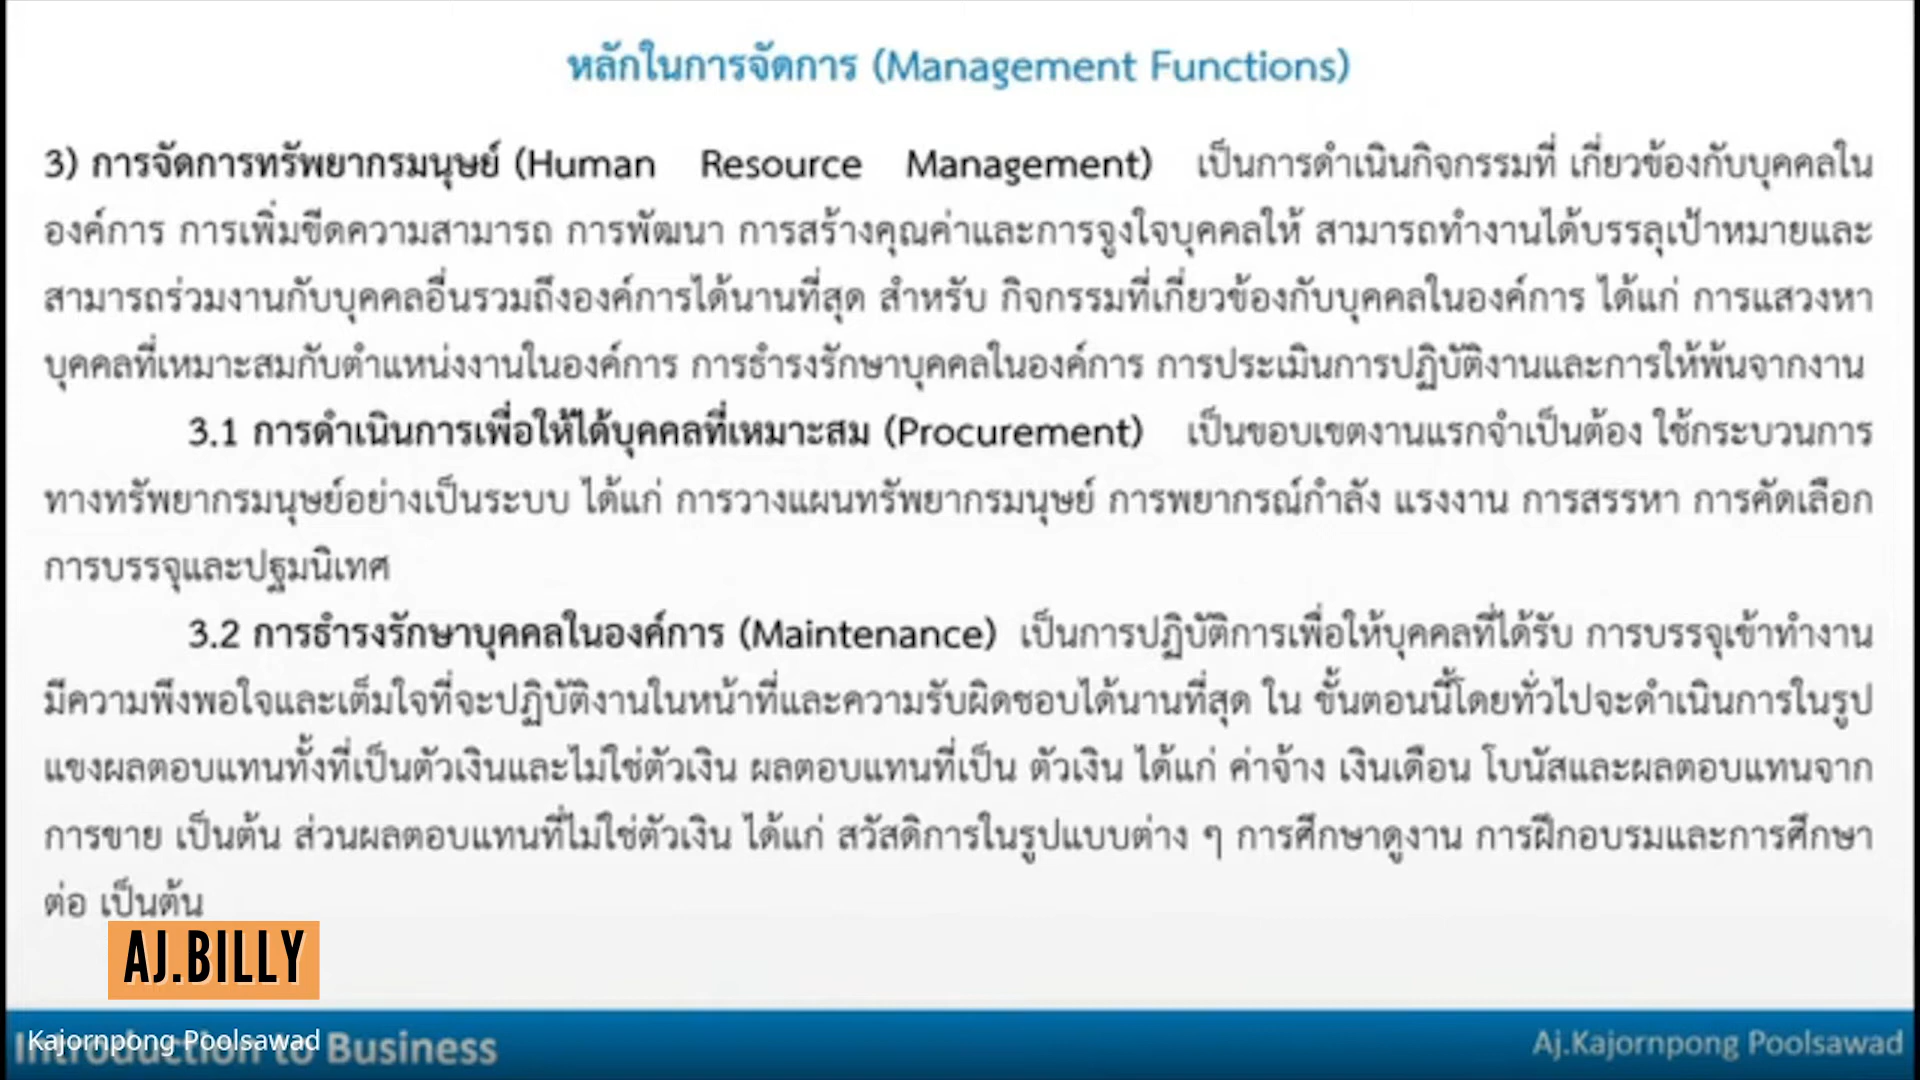 หลักในการจัดการ (Management Functions)
3) การจัดการทรัพยากรมนุษย์ (Human Resource Management) เป็นการดำเนินกิจกรรมที่ เกี่ยวข้องกับบุคคลใน
องค์การ การเพิ่มขีดความสามารถ การพัฒนา การสร้างคุณค่าและการจูงใจบุคคลให้ สามารถทำงานได้บรรลุเป้าหมายและ
สามารถร่วมงานกับบุคคลอื่นรวมถึงองค์การได้นานที่สุด สำหรับ กิจกรรมที่เกี่ยวข้องกับบุคคลในองค์การ ได้แก่ การแสวงหา
บุคคลที่เหมาะสมกับตำแหน่งงานในองค์การ การธำรงรักษาบุคคลในองค์การ การประเมินการปฏิบัติงานและการให้พ้นจากงาน
3.1 การดำเนินการเพื่อให้ได้บุคคลที่เหมาะสม (Procurement) เป็นขอบเขตงานแรกจำเป็นต้อง ใช้กระบวนการ
ทางทรัพยากรมนุษย์อย่างเป็นระบบ ได้แก่ การวางแผนทรัพยากรมนุษย์ การพยากรณ์กำลัง แรงงาน การสรรหา การคัดเลือก
การบรรจุและปฐมนิเทศ
3.2 การธำรงรักษาบุคคลในองค์การ (Maintenance) เป็นการปฏิบัติการเพื่อให้บุคคลที่ได้รับ การบรรจุเข้าทำงาน
มีความพึงพอใจและเต็มใจที่จะปฏิบัติงานในหน้าที่และความรับผิดชอบได้นานที่สุด ใน ขั้นตอนนี้โดยทั่วไปจะดำเนินการในรูป
แขงผลตอบแทนทั้งที่เป็นตัวเงินและไม่ใช่ตัวเงิน ผลตอบแทนที่เป็น ตัวเงิน ได้แก่ ค่าจ้าง เงินเดือน โบนัสและผลตอบแทนจาก
การขาย เป็นต้น ส่วนผลตอบแทนที่ไม่ใช่ตัวเงิน ได้แก่ สวัสดิการในรูปแบบต่าง ๆ การศึกษาดูงาน การฝึกอบรมและการศึกษา
ต่อ เป็นต้น
AJ.BILLY
Kajornpong Poolsawad
Introduction to Business
Aj.Kajornpong Poolsawad